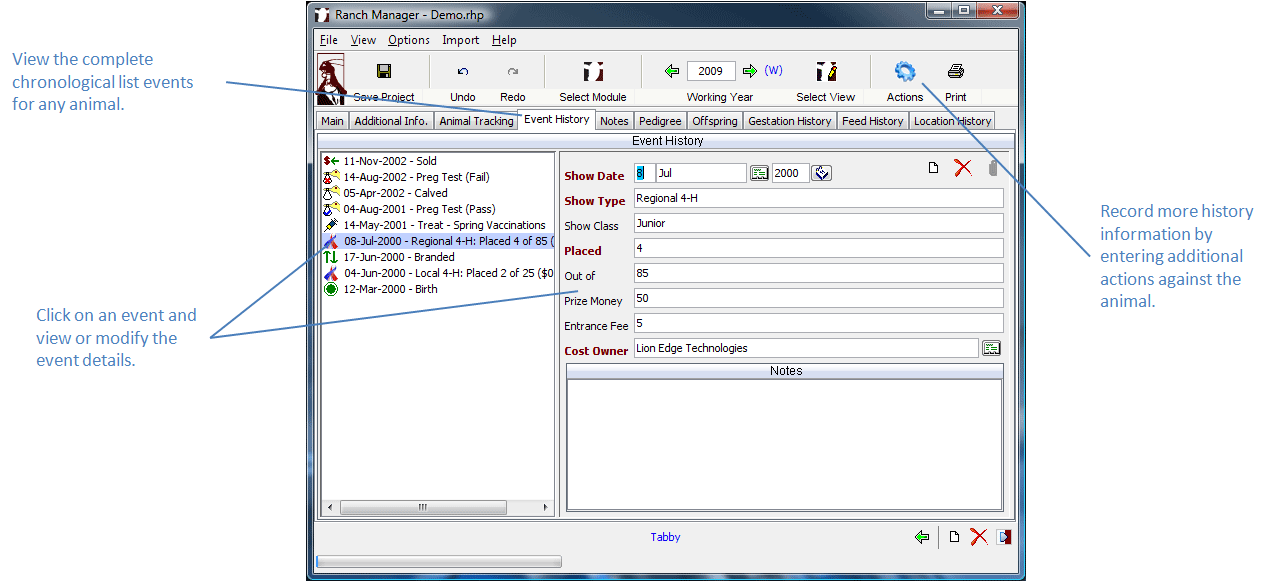 Ranch Manager - Demo.rhp
File View Options Import Help
2009 (W)
Save Project Undo Redo Select Module Working Year Select View Actions Print
Main Additional Info. Animal Tracking Event History Notes Pedigree Offspring Gestation History Feed History Location History
Event History
View the complete
chronological list events
for any animal.
11-Nov-2002 - Sold
14-Aug-2002 - Preg Test (Fail)
05-Apr-2002 - Calved
04-Aug-2001 - Preg Test (Pass)
14-May-2001 - Treat - Spring Vaccinations
08-Jul-2000 - Regional 4-H: Placed 4 of 85 (
17-Jun-2000 - Branded
04-Jun-2000 - Local 4-H: Placed 2 of 25 ($0
12-Mar-2000 - Birth
Click on an event and
view or modify the
event details.
Show Date 8 Jul 2000
Show Type Regional 4-H
Show Class Junior
Placed 4
Out of 85
Prize Money 50
Entrance Fee 5
Cost Owner Lion Edge Technologies
Notes
Record more history
information by
entering additional
actions against the
animal.
Tabby